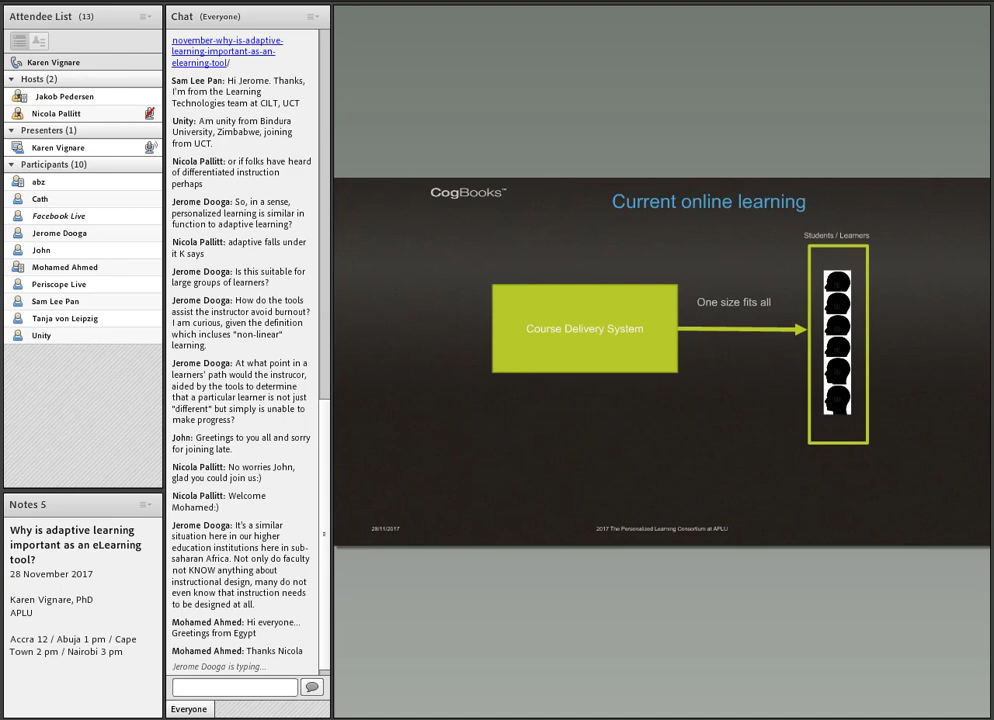 Attendee List (13)
Karen Vignare
Hosts (2)
Jakob Pedersen
Nicola Pallitt
Presenters (1)
Karen Vignare
Participants (10)
abz
Cath
Facebook Live
Jerome Dooga
John
Mohamed Ahmed
Periscope Live
Sam Lee Pan
Tanja von Leipzig
Unity
Notes 5
Why is adaptive learning
important as an eLearning
tool?
28 November 2017
Karen Vignare, PhD
APLU
Accra 12 / Abuja 1 pm / Cape
Town 2 pm / Nairobi 3 pm
Chat (Everyone)
november-why-is-adaptive-
learning-important-as-an-
elearning-tool/
Sam Lee Pan: Hi Jerome. Thanks,
I'm from the Learning
Technologies team at CILT, UCT
Unity: Am unity from Bindura
University, Zimbabwe, joining
from UCT.
Nicola Pallitt: or if folks have heard
of differentiated instruction
perhaps
Jerome Dooga: So, in a sense,
personalized learning is similar in
function to adaptive learning?
Nicola Pallitt: adaptive falls under
it K says
Jerome Dooga: Is this suitable for
large groups of learners?
Jerome Dooga: How do the tools
assist the instructor avoid burnout?
I am curious, given the definition
which incluses "non-linear"
learning.
Jerome Dooga: At what point in a
learners' path would the instrucor,
aided by the tools to determine
that a particular learner is not just
"different" but simply is unable to
make progress?
John: Greetings to you all and sorry
for joining late.
Nicola Pallitt: No worries John,
glad you could join us:)
Nicola Pallitt: Welcome
Mohamed:)
Jerome Dooga: It's a similar
situation here in our higher
education institutions here in sub-
saharan Africa. Not only do faculty
not KNOW anything about
instructional design, many do not
even know that instruction needs
to be designed at all.
Mohamed Ahmed: Hi everyone...
Greetings from Egypt
Mohamed Ahmed: Thanks Nicola
Jerome Dooga is typing...
Everyone
CogBooks™
Current online learning
Students / Learners
One size fits all
Course Delivery System
28/11/2017
2017 The Personalized Learning Consortium at APLU